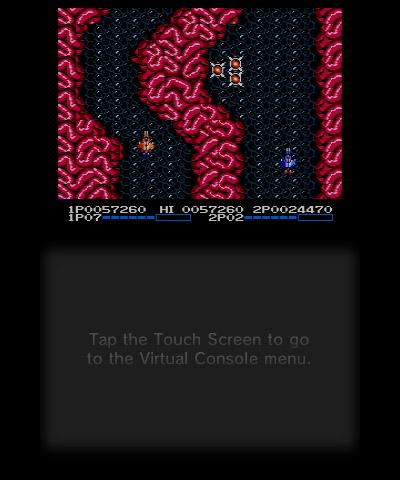 1P0057260 HI 0057260 2P0024470
1P07 2P02
Tap the Touch Screen to go
to the Virtual Console menu.